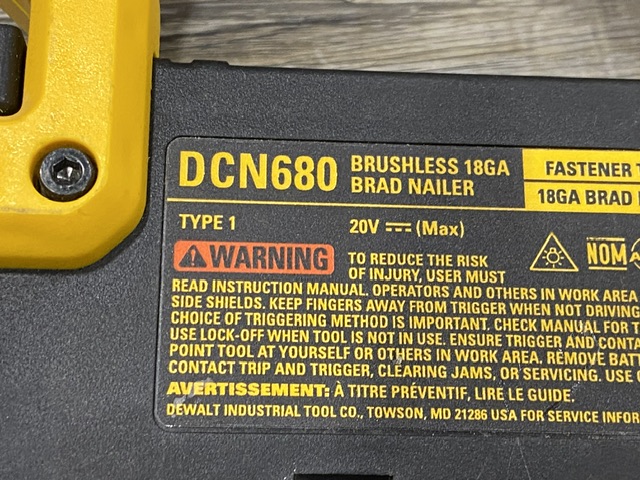 DCN680 BRUSHLESS 18GA
BRAD NAILER
FASTENER
18GA BRAD
TYPE 1 20V (Max)
WARNING TO REDUCE THE RISK
OF INJURY, USER MUST
NOM
READ INSTRUCTION MANUAL. OPERATORS AND OTHERS IN WORK AREA
SIDE SHIELDS. KEEP FINGERS AWAY FROM TRIGGER WHEN NOT DRIVING
CHOICE OF TRIGGERING METHOD IS IMPORTANT. CHECK MANUAL FOR
USE LOCK-OFF WHEN TOOL IS NOT IN USE. ENSURE TRIGGER AND
POINT TOOL AT YOURSELF OR OTHERS IN WORK AREA. REMOVE
CONTACT TRIP AND TRIGGER, CLEARING JAMS, OR SERVICING. USE
AVERTISSEMENT: À TITRE PRÉVENTIF, LIRE LE GUIDE.
DEWALT INDUSTRIAL TOOL CO., TOWSON, MD 21286 USA FOR SERVICE